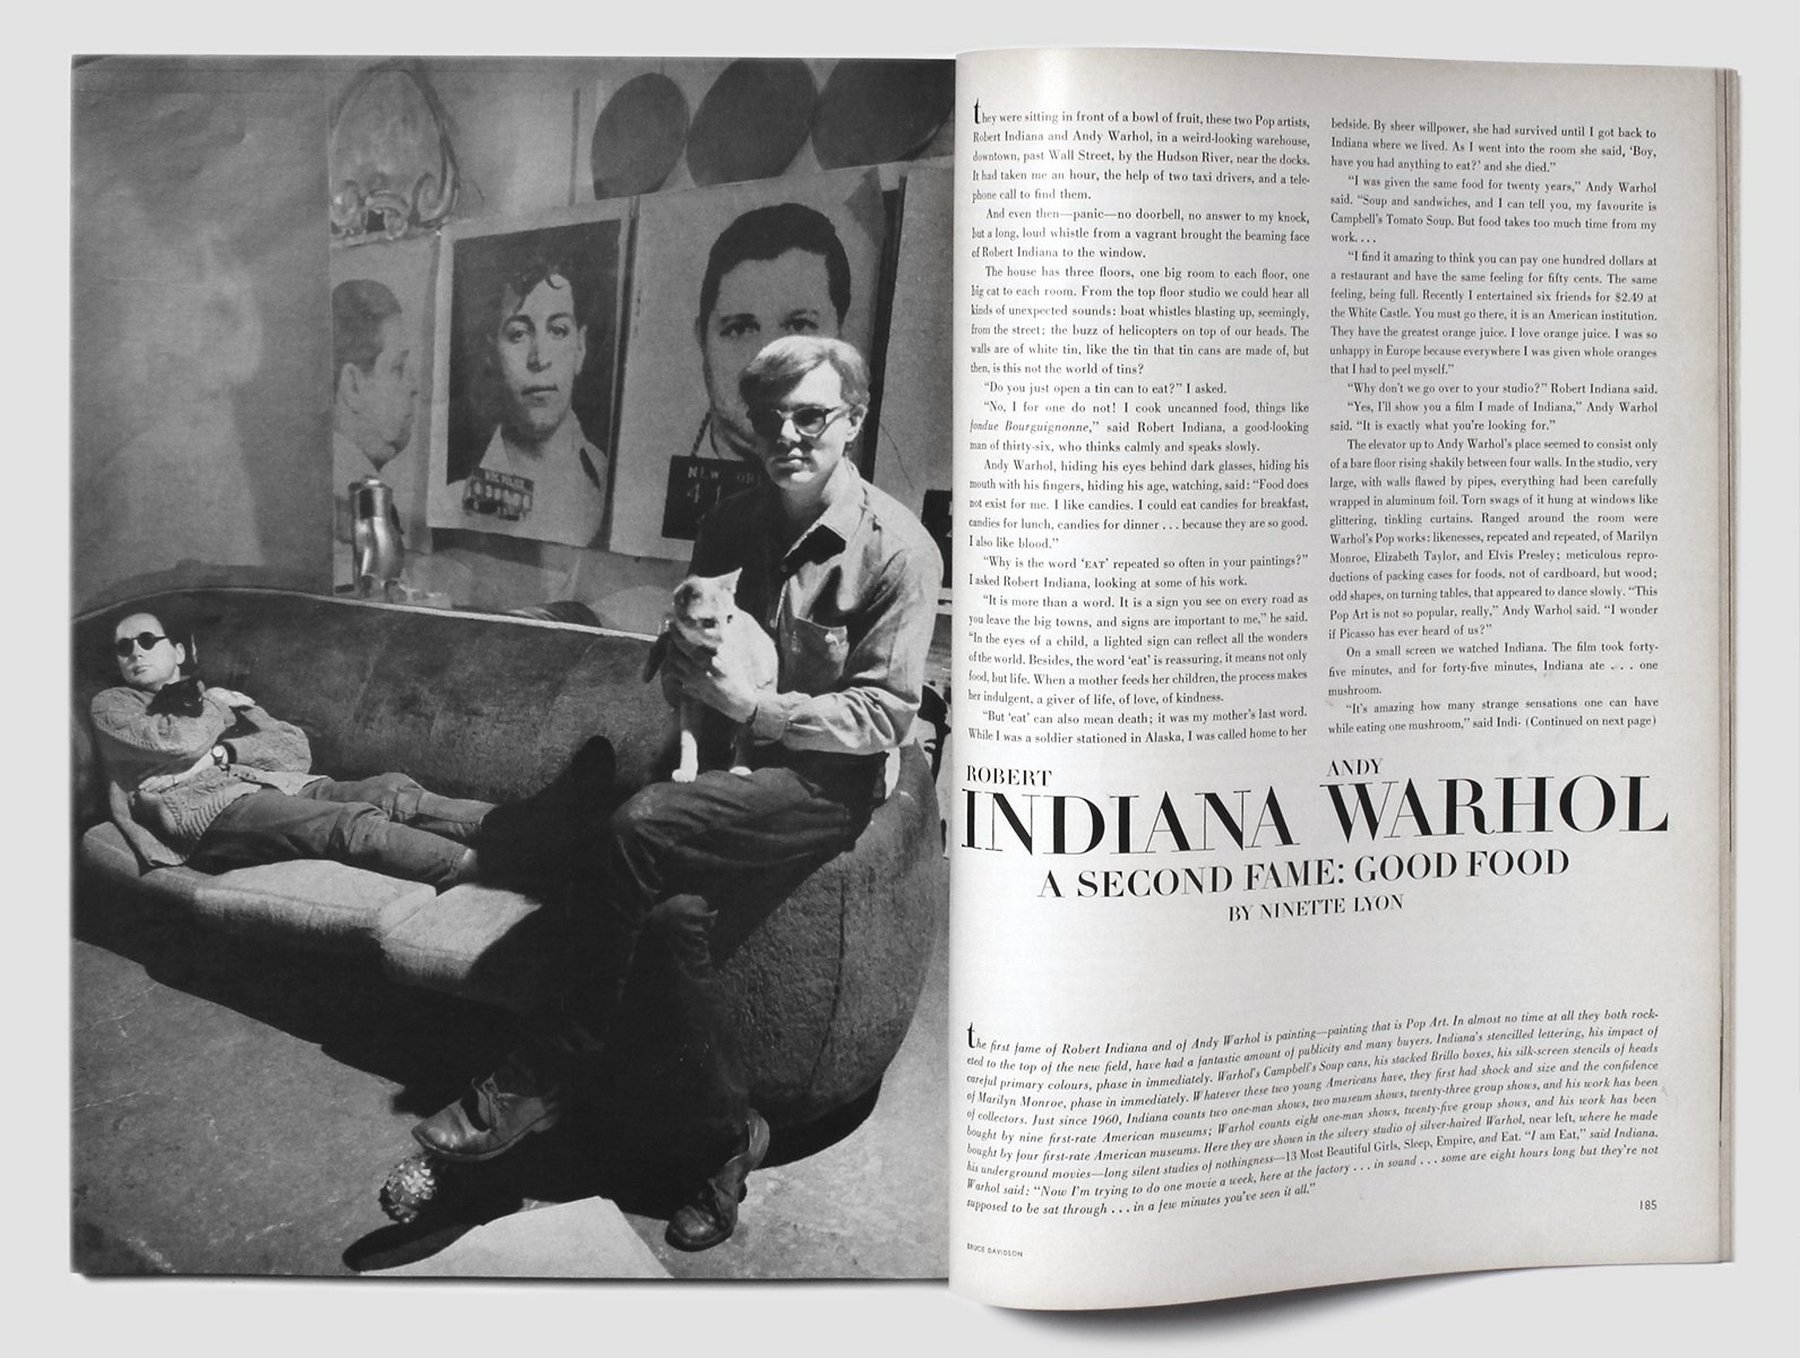 NEW YORK
41
they were sitting in front of a bowl of fruit, these two Pop artists,
Robert Indiana and Andy Warhol, in a weird-looking warehouse,
downtown, past Wall Street, by the Hudson River, near the docks.
It had taken me an hour, the help of two taxi drivers, and a tele-
phone call to find them.
And even then—panic—no doorbell, no answer to my knock,
but a long, loud whistle from a vagrant brought the beaming face
of Robert Indiana to the window.
The house has three floors, one big room to each floor, one
big cat to each room. From the top floor studio we could hear all
kinds of unexpected sounds: boat whistles blasting up, seemingly,
from the street; the buzz of helicopters on top of our heads. The
walls are of white tin, like the tin that tin cans are made of, but
then, is this not the world of tins?
“Do you just open a tin can to eat?” I asked.
“No, I for one do not! I cook uncanned food, things like
fondue Bourguignonne,” said Robert Indiana, a good-looking
man of thirty-six, who thinks calmly and speaks slowly.
Andy Warhol, hiding his eyes behind dark glasses, hiding his
mouth with his fingers, hiding his age, watching, said: “Food does
not exist for me. I like candies. I could eat candies for breakfast,
candies for lunch, candies for dinner . . . because they are so good.
I also like blood.”
“Why is the word ‘EAT’ repeated so often in your paintings?”
I asked Robert Indiana, looking at some of his work.
“It is more than a word. It is a sign you see on every road as
you leave the big towns, and signs are important to me,” he said.
“In the eyes of a child, a lighted sign can reflect all the wonders
of the world. Besides, the word ‘eat’ is reassuring, it means not only
food, but life. When a mother feeds her children, the process makes
her indulgent, a giver of life, of love, of kindness.
“But ‘eat’ can also mean death; it was my mother’s last word.
While I was a soldier stationed in Alaska, I was called home to her
bedside. By sheer willpower, she had survived until I got back to
Indiana where we lived. As I went into the room she said, ‘Boy,
have you had anything to eat?’ and she died.”
“I was given the same food for twenty years,” Andy Warhol
said. “Soup and sandwiches, and I can tell you, my favourite is
Campbell’s Tomato Soup. But food takes too much time from my
work. . . .
“I find it amazing to think you can pay one hundred dollars at
a restaurant and have the same feeling for fifty cents. The same
feeling, being full. Recently I entertained six friends for $2.49 at
the White Castle. You must go there, it is an American institution.
They have the greatest orange juice. I love orange juice. I was so
unhappy in Europe because everywhere I was given whole oranges
that I had to peel myself.”
“Why don’t we go over to your studio?” Robert Indiana said.
“Yes, I’ll show you a film I made of Indiana,” Andy Warhol
said. “It is exactly what you’re looking for.”
The elevator up to Andy Warhol’s place seemed to consist only
of a bare floor rising shakily between four walls. In the studio, very
large, with walls flawed by pipes, everything had been carefully
wrapped in aluminum foil. Torn swags of it hung at windows like
glittering, tinkling curtains. Ranged around the room were
Warhol’s Pop works: likenesses, repeated and repeated, of Marilyn
Monroe, Elizabeth Taylor, and Elvis Presley; meticulous repro-
ductions of packing cases for foods, not of cardboard, but wood;
odd shapes, on turning tables, that appeared to dance slowly. “This
Pop Art is not so popular, really,” Andy Warhol said. “I wonder
if Picasso has ever heard of us?”
On a small screen we watched Indiana. The film took forty-
five minutes, and for forty-five minutes, Indiana ate . . . one
mushroom.
“It’s amazing how many strange sensations one can have
while eating one mushroom,” said Indi- (Continued on next page)
ROBERT ANDY
INDIANA WARHOL
A SECOND FAME: GOOD FOOD
BY NINETTE LYON
the first fame of Robert Indiana and of Andy Warhol is painting—painting that is Pop Art. In almost no time at all they both rock-
eted to the top of the new field, have had a fantastic amount of publicity and many buyers. Indiana’s stencilled lettering, his impact of
careful primary colours, phase in immediately. Warhol’s Campbell’s Soup cans, his stacked Brillo boxes, his silk-screen stencils of heads
of Marilyn Monroe, phase in immediately. Whatever these two young Americans have, they first had shock and size and the confidence
of collectors. Just since 1960, Indiana counts two one-man shows, two museum shows, twenty-three group shows, and his work has been
bought by nine first-rate American museums; Warhol counts eight one-man shows, twenty-five group shows, and his work has been
bought by four first-rate American museums. Here they are shown in the silvery studio of silver-haired Warhol, near left, where he made
his underground movies—long silent studies of nothingness—13 Most Beautiful Girls, Sleep, Empire, and Eat. “I am Eat,” said Indiana.
Warhol said: “Now I’m trying to do one movie a week, here at the factory . . . in sound . . . some are eight hours long but they’re not
supposed to be sat through . . . in a few minutes you’ve seen it all.”
185
BRUCE DAVIDSON